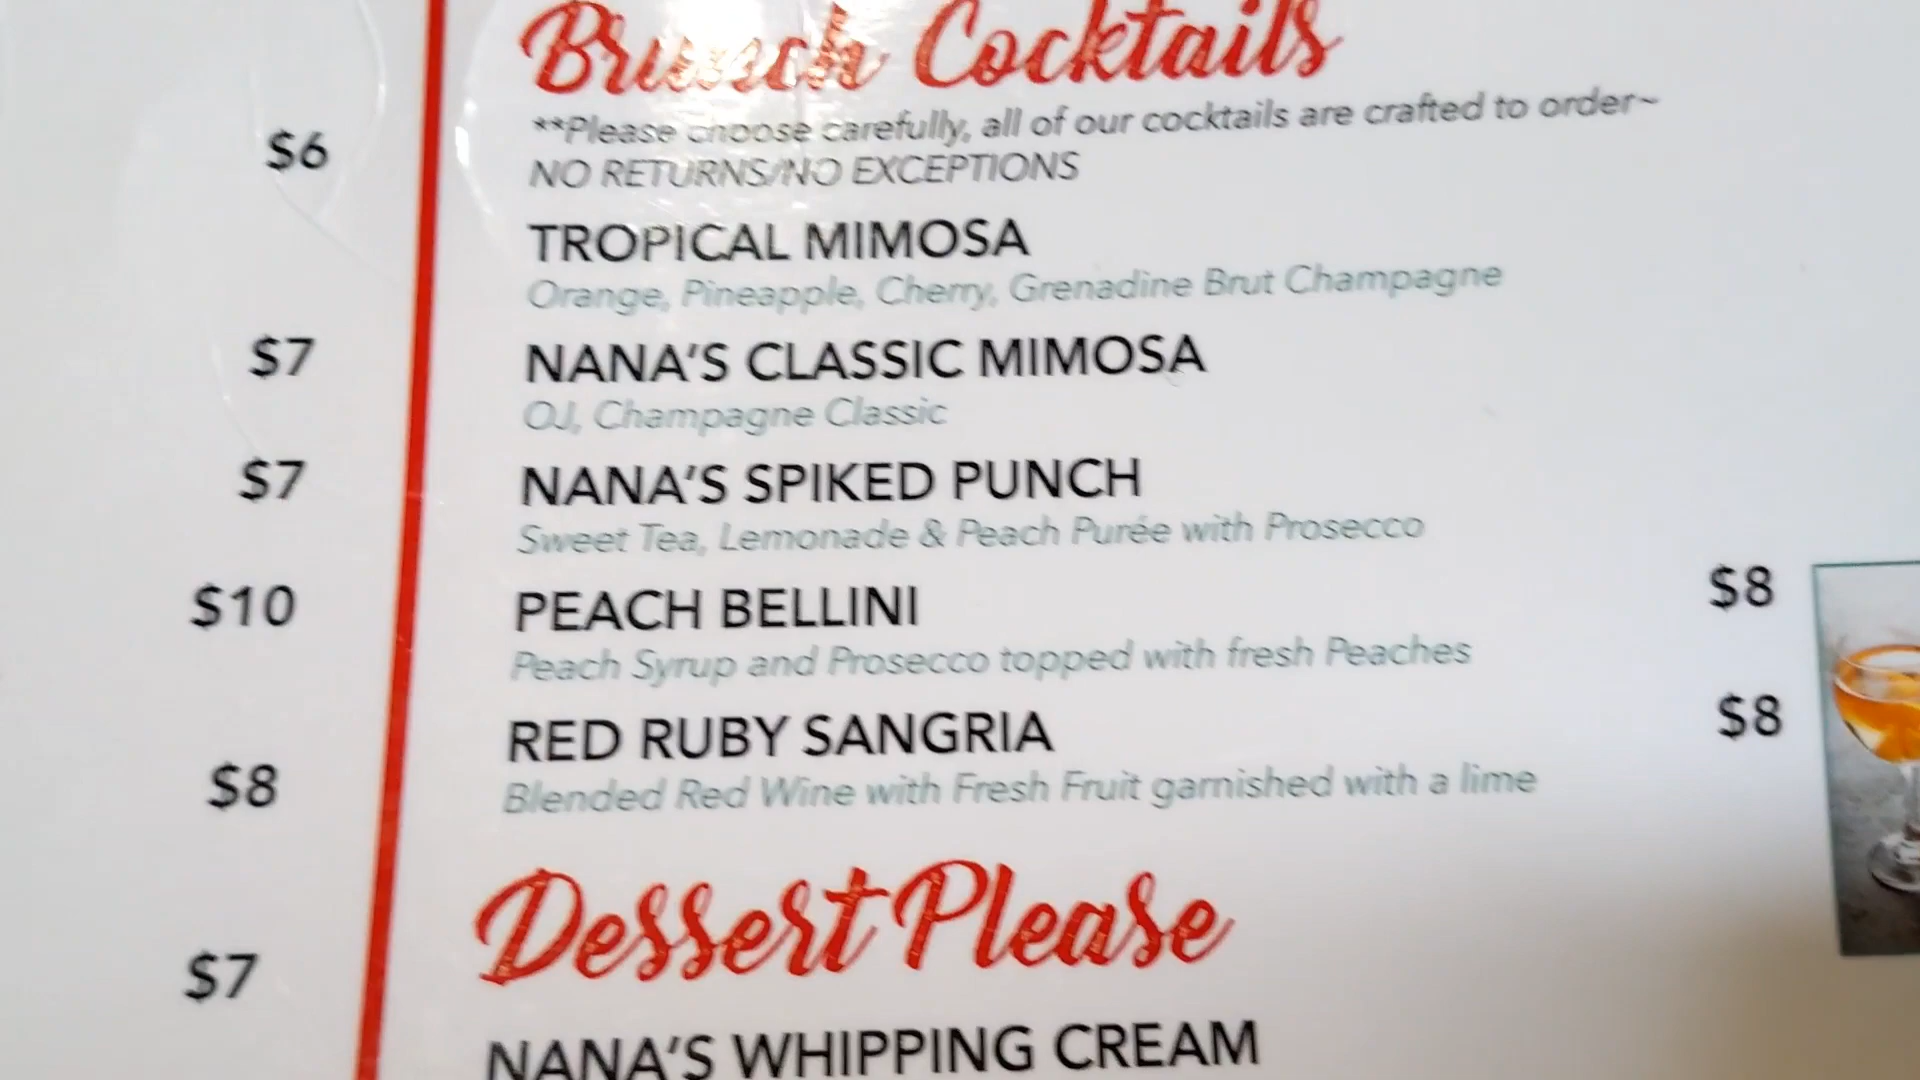 $6
$7
$7
$10
$8
$7
Brunch Cocktails
**Please choose carefully, all of our cocktails are crafted to order~
NO RETURNS/NO EXCEPTIONS
TROPICAL MIMOSA
Orange, Pineapple, Cherry, Grenadine Brut Champagne
NANA'S CLASSIC MIMOSA
OJ, Champagne Classic
NANA'S SPIKED PUNCH
Sweet Tea, Lemonade & Peach Purée with Prosecco
PEACH BELLINI $8
Peach Syrup and Prosecco topped with fresh Peaches
RED RUBY SANGRIA $8
Blended Red Wine with Fresh Fruit garnished with a lime
Dessert Please
NANA'S WHIPPING CREAM